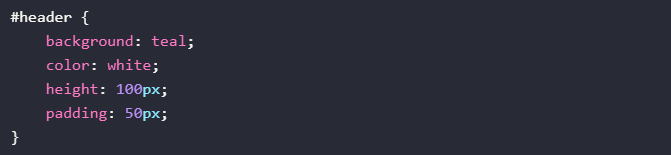 #header {
    background: teal;
    color: white;
    height: 100px;
    padding: 50px;
}